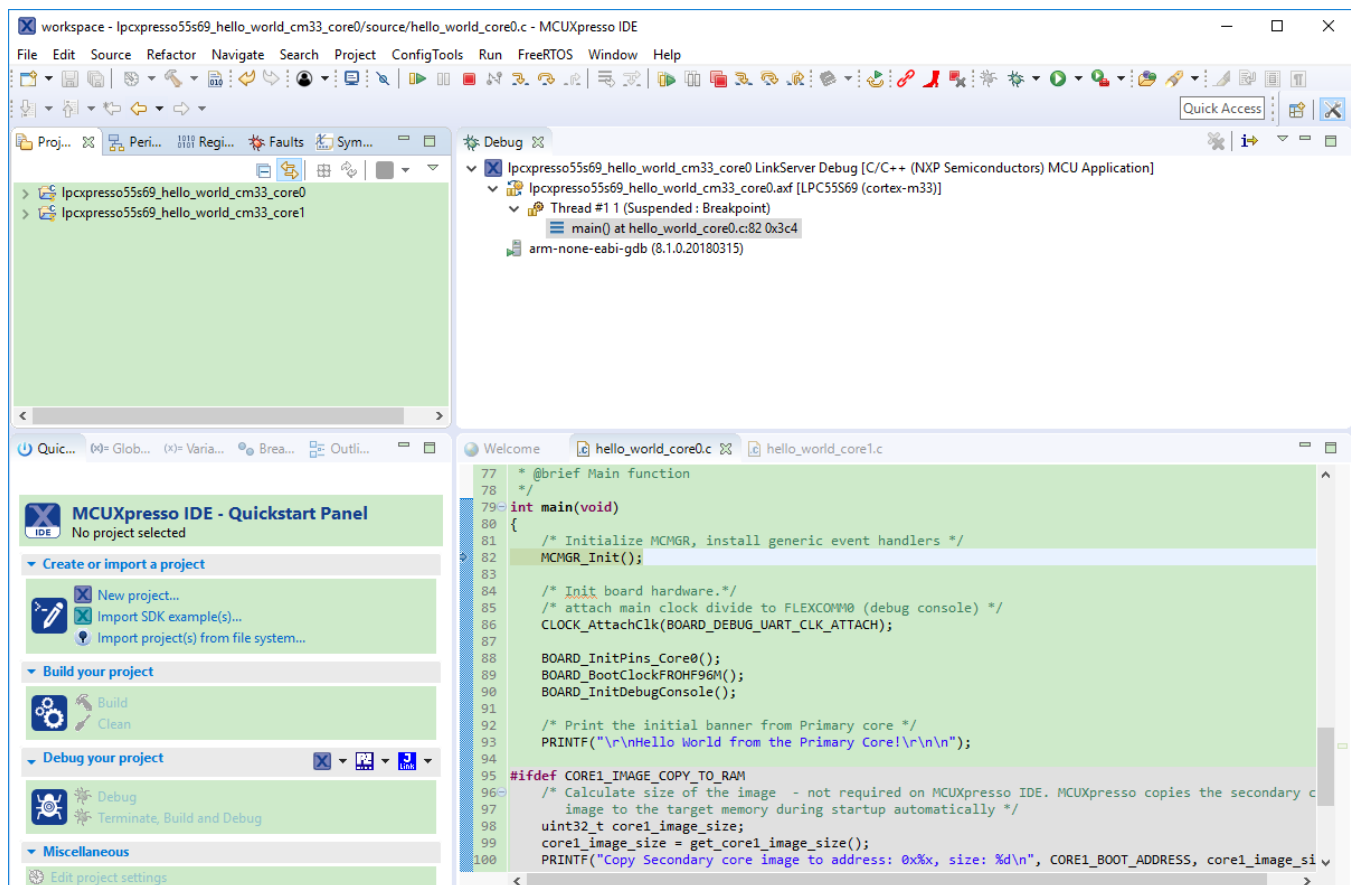 workspace - lpcxpresso55s69_hello_world_cm33_core0/source/hello_world_core0.c - MCUXpresso IDE
File Edit Source Refactor Navigate Search Project ConfigTools Run FreeRTOS Window Help
Quick Access
Proj... Peri... Regi... Faults Sym...
lpcxpresso55s69_hello_world_cm33_core0
lpcxpresso55s69_hello_world_cm33_core1
Debug
lpcxpresso55s69_hello_world_cm33_core0 LinkServer Debug [C/C++ (NXP Semiconductors) MCU Application]
lpcxpresso55s69_hello_world_cm33_core0.axf [LPC55S69 (cortex-m33)]
Thread #1 1 (Suspended : Breakpoint)
main() at hello_world_core0.c:82 0x3c4
arm-none-eabi-gdb (8.1.0.20180315)
Quic... (x)= Glob... (x)= Varia... Brea... Outli...
IDE
MCUXpresso IDE - Quickstart Panel
No project selected
Create or import a project
New project...
Import SDK example(s)...
Import project(s) from file system...
Build your project
Build
Clean
Debug your project
Debug
Terminate, Build and Debug
Miscellaneous
Edit project settings
Welcome hello_world_core0.c hello_world_core1.c
77 * @brief Main function
78 */
79 int main(void)
80 {
81 /* Initialize MCMGR, install generic event handlers */
82 MCMGR_Init();
83
84 /* Init board hardware.*/
85 /* attach main clock divide to FLEXCOMM0 (debug console) */
86 CLOCK_AttachClk(BOARD_DEBUG_UART_CLK_ATTACH);
87
88 BOARD_InitPins_Core0();
89 BOARD_BootClockFROHF96M();
90 BOARD_InitDebugConsole();
91
92 /* Print the initial banner from Primary core */
93 PRINTF("\r\nHello World from the Primary Core!\r\n\n");
94
95 #ifdef CORE1_IMAGE_COPY_TO_RAM
96 /* Calculate size of the image - not required on MCUXpresso IDE. MCUXpresso copies the secondary c
97 image to the target memory during startup automatically */
98 uint32_t core1_image_size;
99 core1_image_size = get_core1_image_size();
100 PRINTF("Copy Secondary core image to address: 0x%x, size: %d\n", CORE1_BOOT_ADDRESS, core1_image_si